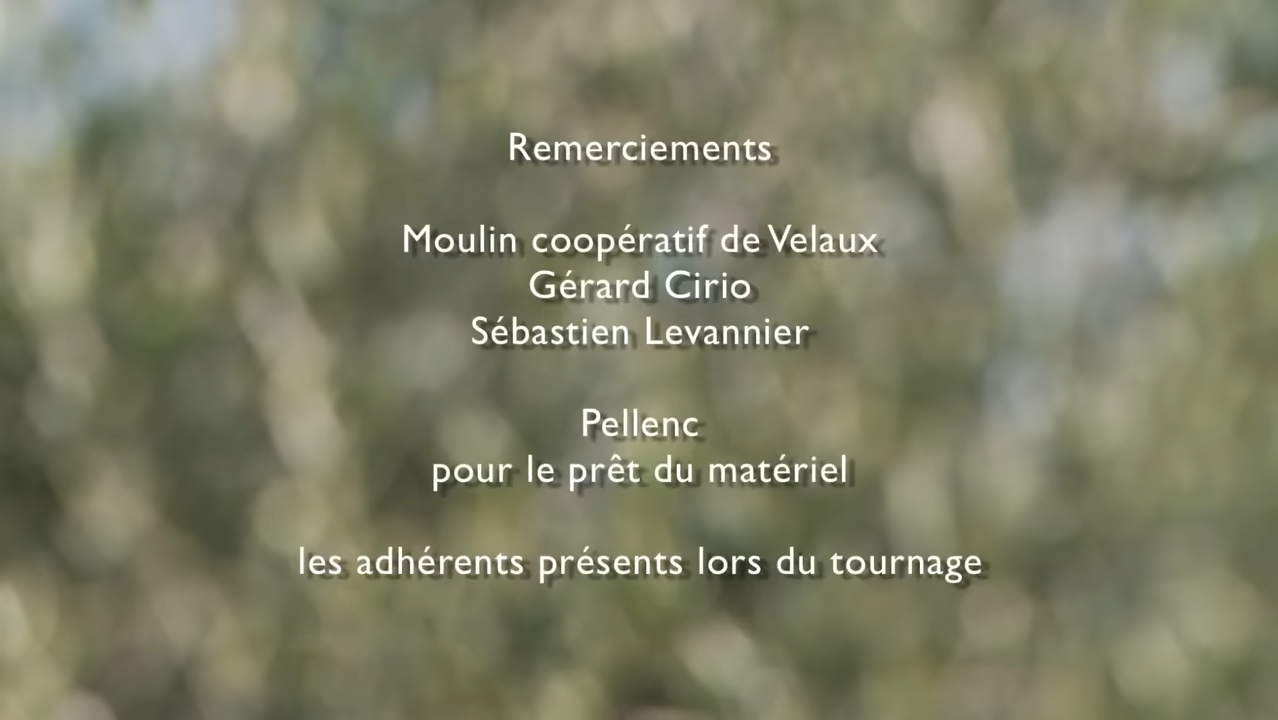 Remerciements
Moulin coopératif de Velaux
Gérard Cirio
Sébastien Levannier
Pellenc
pour le prêt du matériel
les adhérents présents lors du tournage